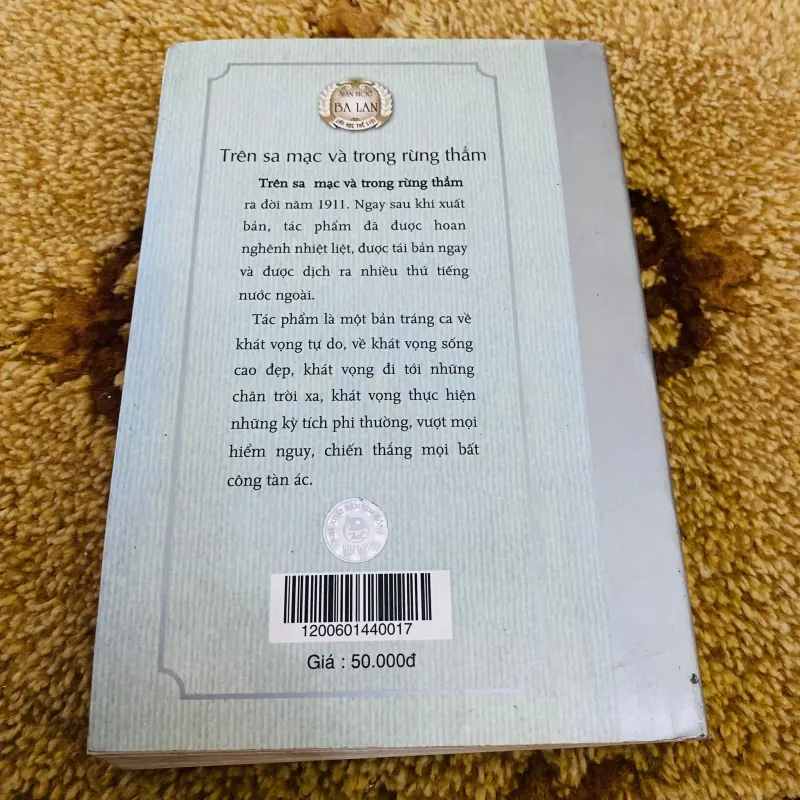 VĂN HỌC
BA LAN
VĂN HỌC THẾ GIỚI
Trên sa mạc và trong rừng thẳm
Trên sa mạc và trong rừng thẳm
ra đời năm 1911. Ngay sau khi xuất
bản, tác phẩm đã được hoan
nghênh nhiệt liệt, được tái bản ngay
và được dịch ra nhiều thứ tiếng
nước ngoài.
Tác phẩm là một bản tráng ca về
khát vọng tự do, về khát vọng sống
cao đẹp, khát vọng đi tới những
chân trời xa, khát vọng thực hiện
những kỳ tích phi thường, vượt mọi
hiểm nguy, chiến thắng mọi bất
công tàn ác.
1200601440017
Giá : 50.000đ